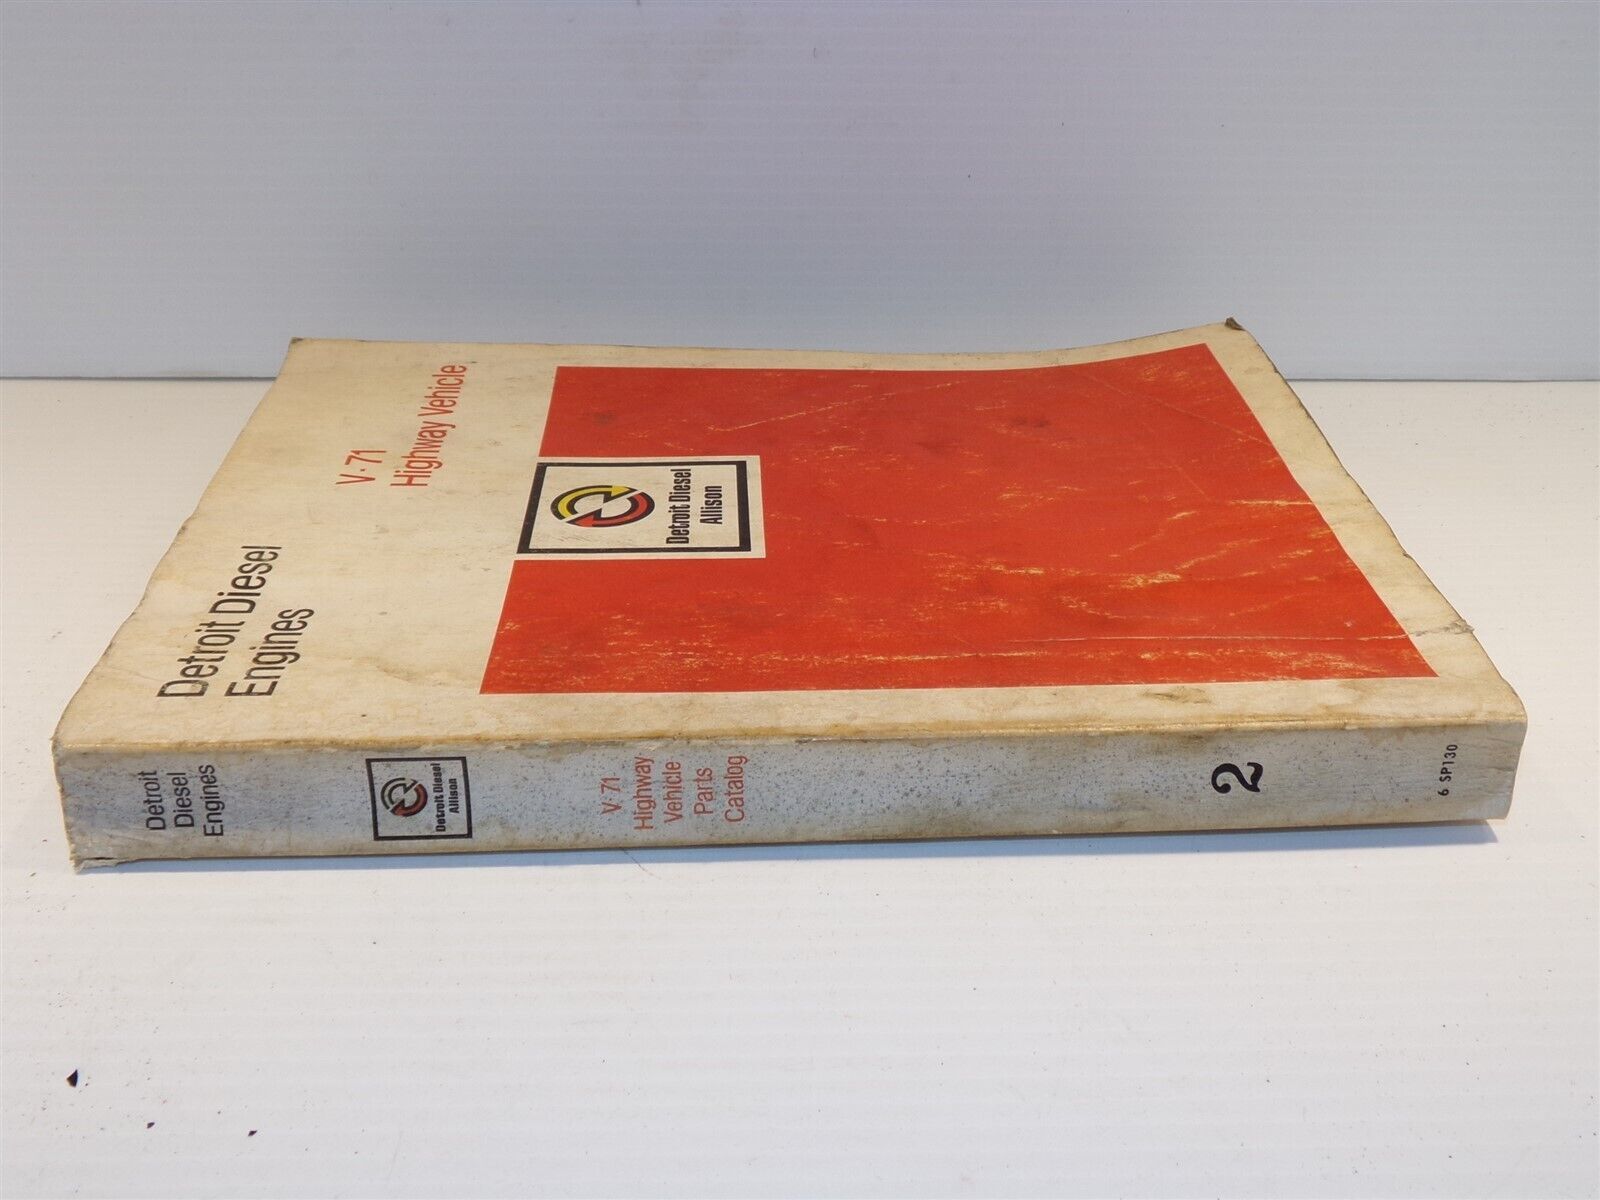 Detroit Diesel
Engines
V·71
Highway Vehicle
Detroit Diesel
Allison
Detroit
Diesel
Engines
Detroit Diesel
Allison
V·71
Highway
Vehicle
Parts
Catalog
2
6 SP130